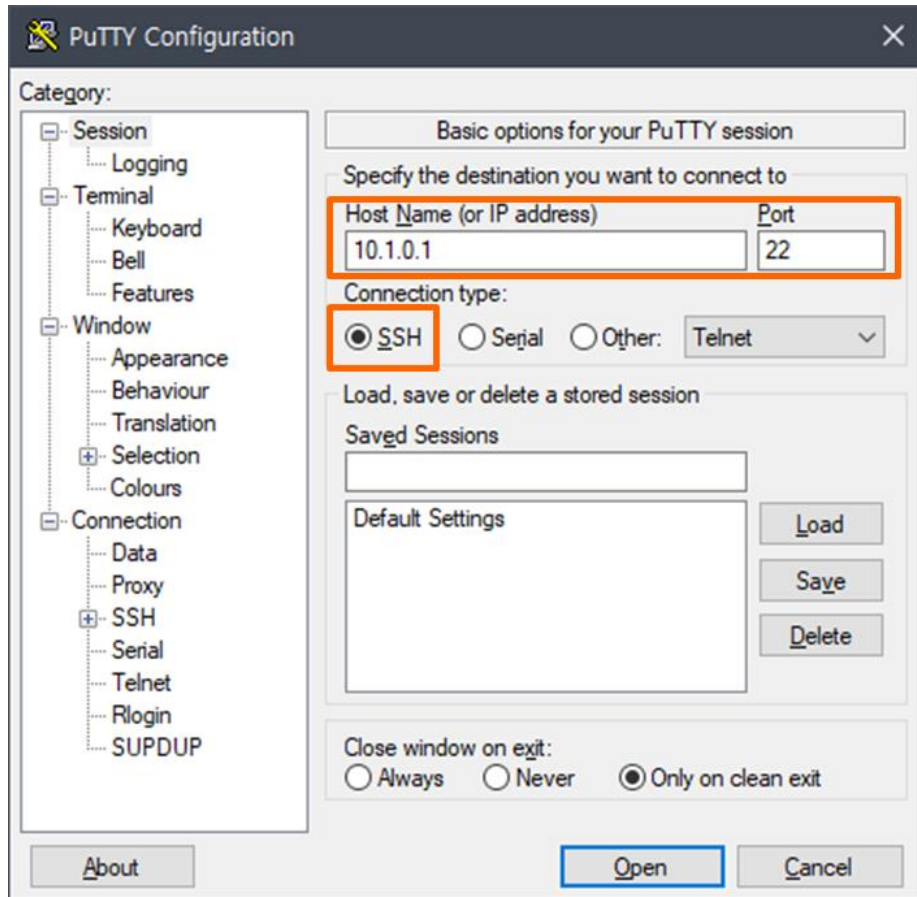 PuTTY Configuration
Category:
Session
Logging
Terminal
Keyboard
Bell
Features
Window
Appearance
Behaviour
Translation
Selection
Colours
Connection
Data
Proxy
SSH
Serial
Telnet
Rlogin
SUPDUP
Basic options for your PuTTY session
Specify the destination you want to connect to
Host Name (or IP address) Port
10.1.0.1 22
Connection type:
SSH Serial Other: Telnet
Load, save or delete a stored session
Saved Sessions
Default Settings
Load
Save
Delete
Close window on exit:
Always Never Only on clean exit
About Open Cancel